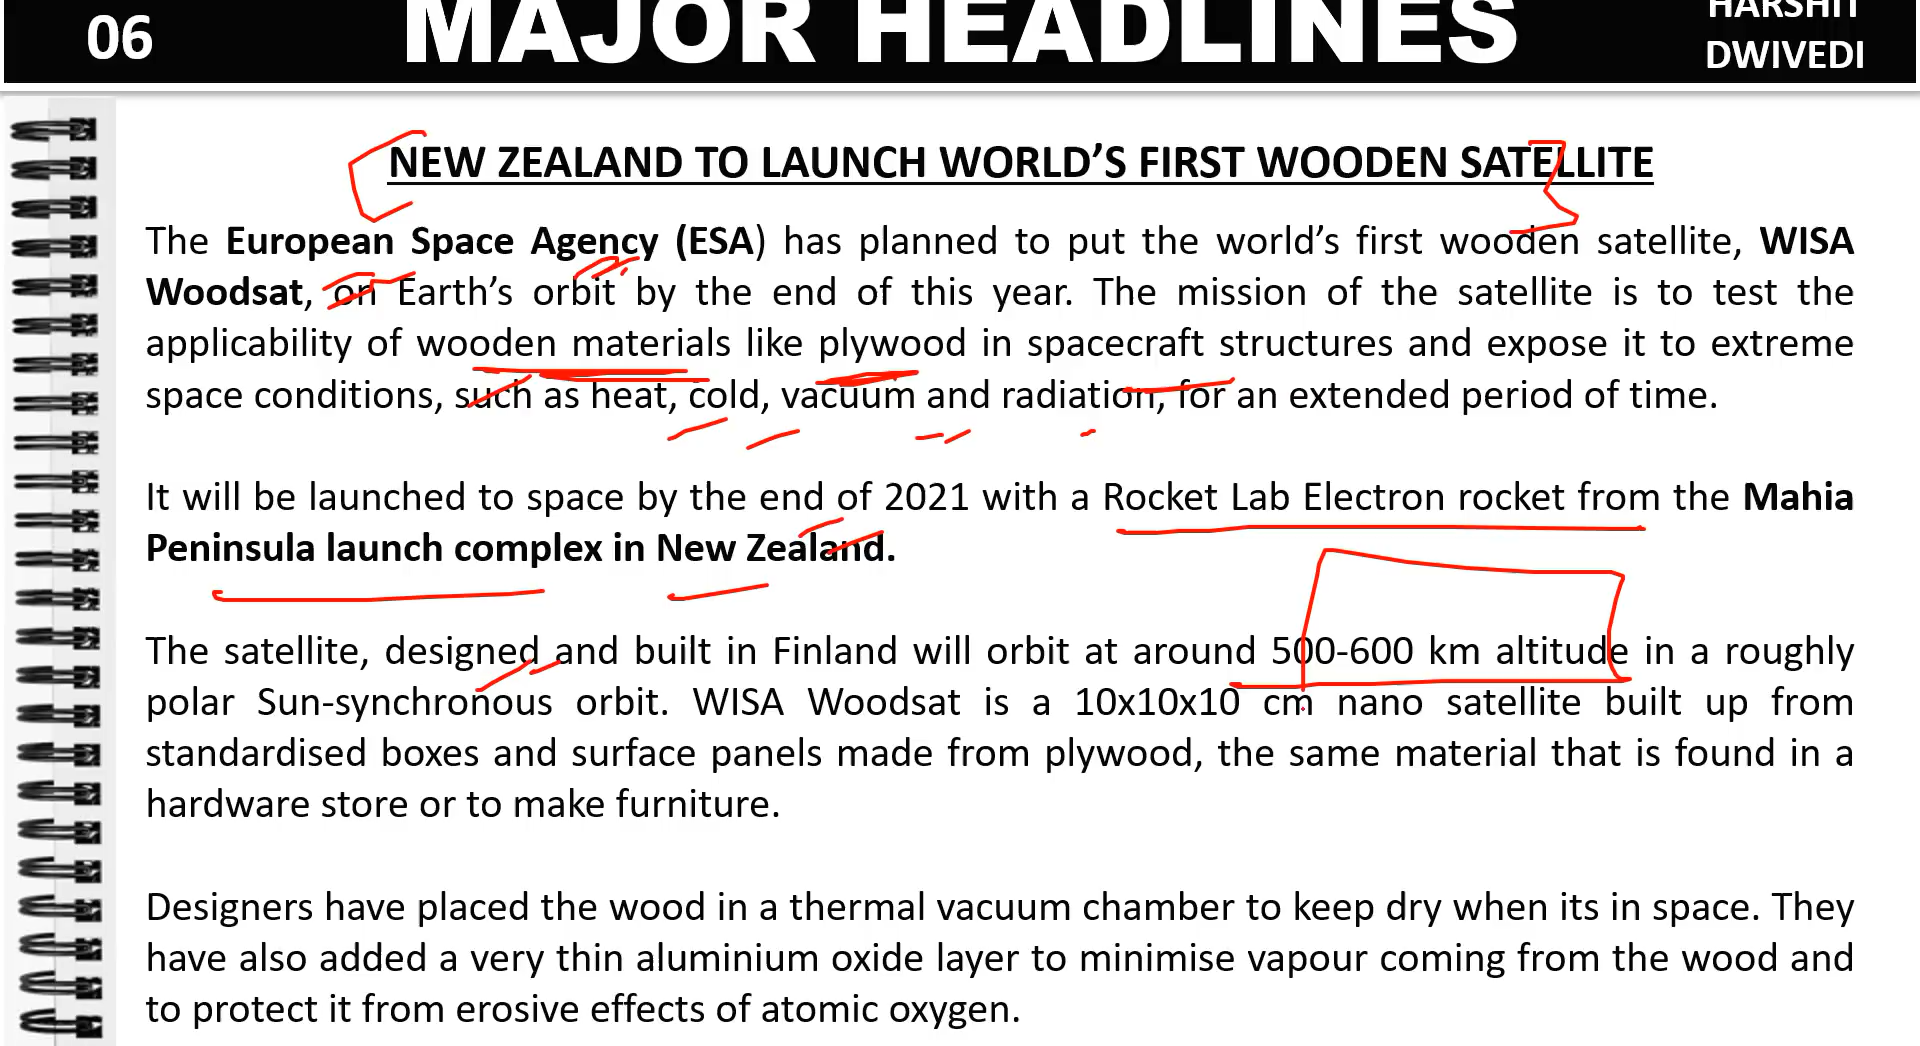 06
MAJOR HEADLINES
HARSHIT
DWIVEDI
NEW ZEALAND TO LAUNCH WORLD'S FIRST WOODEN SATELLITE
The European Space Agency (ESA) has planned to put the world's first wooden satellite, WISA
Woodsat, on Earth's orbit by the end of this year. The mission of the satellite is to test the
applicability of wooden materials like plywood in spacecraft structures and expose it to extreme
space conditions, such as heat, cold, vacuum and radiation, for an extended period of time.
It will be launched to space by the end of 2021 with a Rocket Lab Electron rocket from the Mahia
Peninsula launch complex in New Zealand.
The satellite, designed and built in Finland will orbit at around 500-600 km altitude in a roughly
polar Sun-synchronous orbit. WISA Woodsat is a 10x10x10 cm nano satellite built up from
standardised boxes and surface panels made from plywood, the same material that is found in a
hardware store or to make furniture.
Designers have placed the wood in a thermal vacuum chamber to keep dry when its in space. They
have also added a very thin aluminium oxide layer to minimise vapour coming from the wood and
to protect it from erosive effects of atomic oxygen.